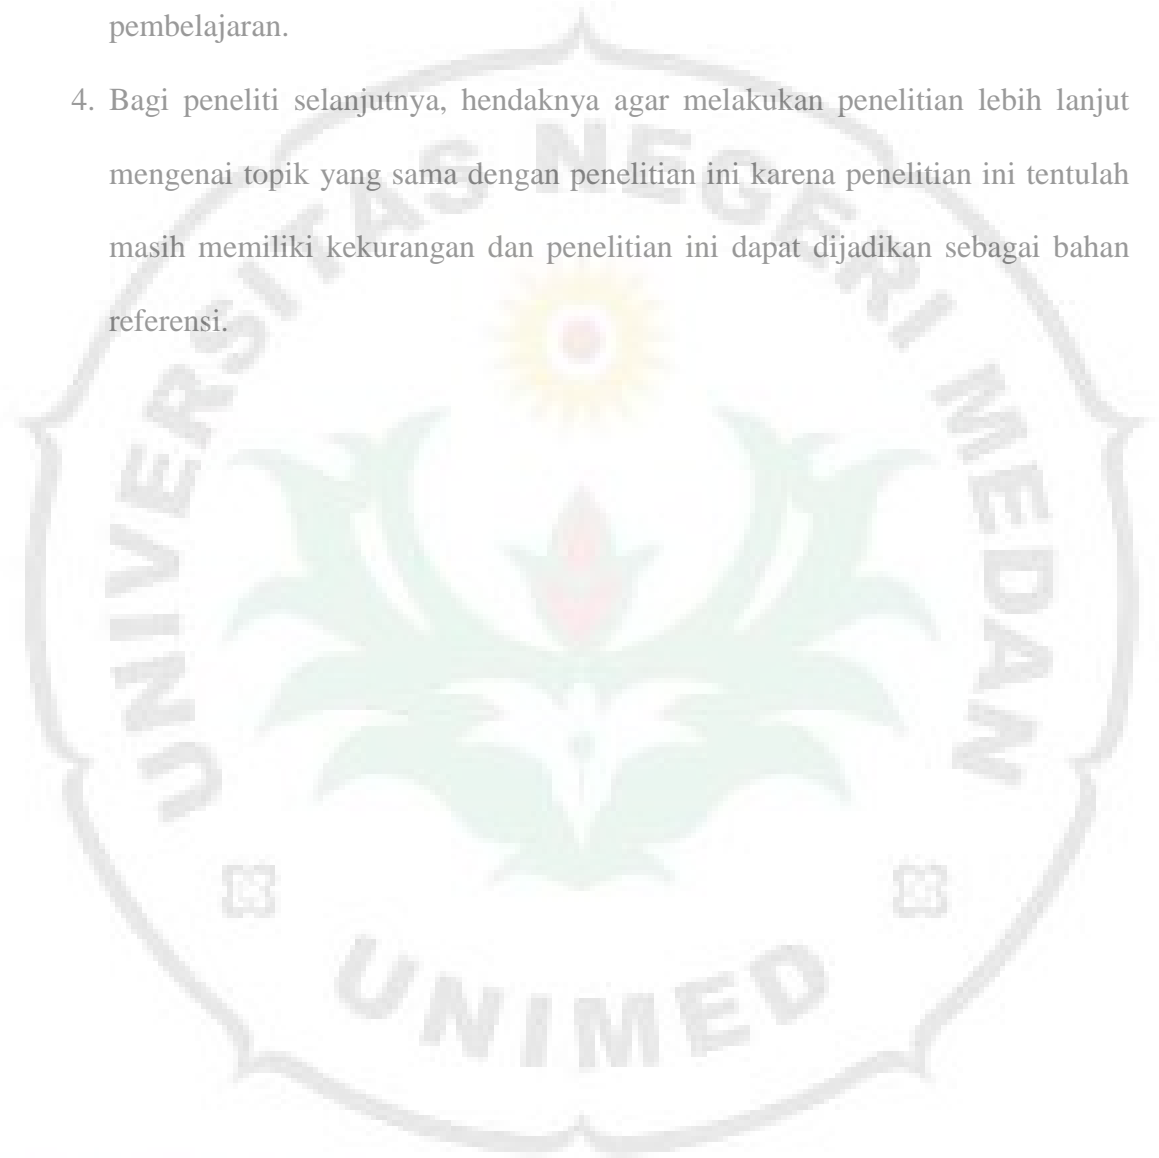 pembelajaran.
4. Bagi peneliti selanjutnya, hendaknya agar melakukan penelitian lebih lanjut
mengenai topik yang sama dengan penelitian ini karena penelitian ini tentulah
masih memiliki kekurangan dan penelitian ini dapat dijadikan sebagai bahan
referensi.
UNIVERSITAS NEGERI MEDAN
UNIMED